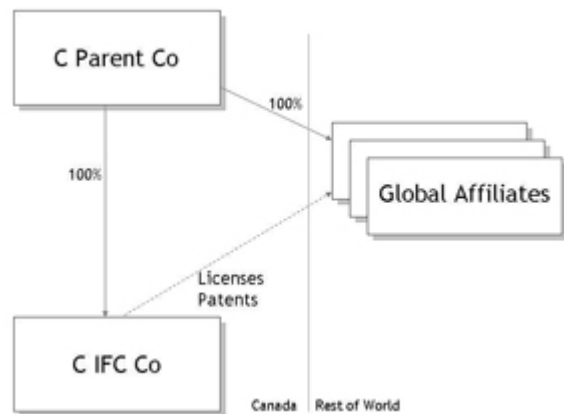 C Parent Co
100%
100%
Global Affiliates
Licenses
Patents
C IFC Co
Canada
Rest of World